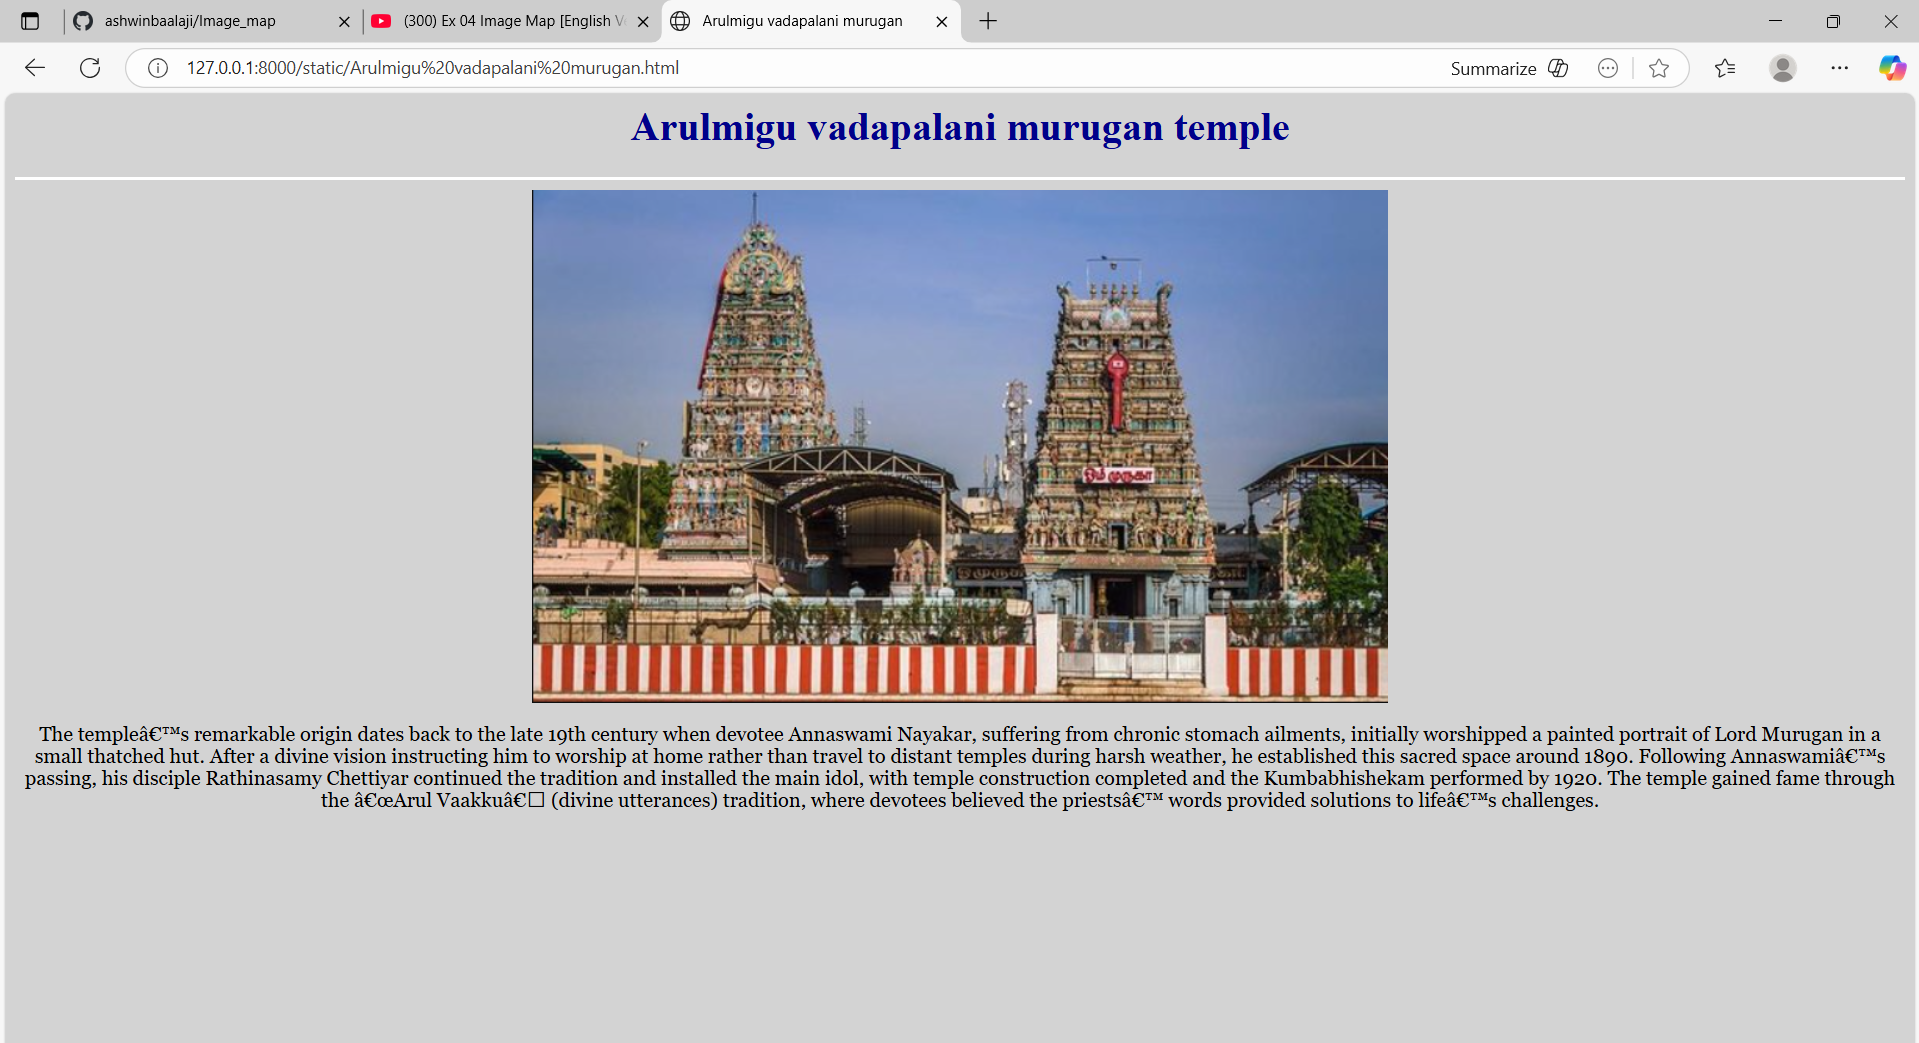 ashwinbaalaji/Image_map
(300) Ex 04 Image Map [English V
Arulmigu vadapalani murugan
127.0.0.1:8000/static/Arulmigu%20vadapalani%20murugan.html
Summarize
Arulmigu vadapalani murugan temple
ஓம் முருகா
The templeâ€™s remarkable origin dates back to the late 19th century when devotee Annaswami Nayakar, suffering from chronic stomach ailments, initially worshipped a painted portrait of Lord Murugan in a
small thatched hut. After a divine vision instructing him to worship at home rather than travel to distant temples during harsh weather, he established this sacred space around 1890. Following Annaswamiâ€™s
passing, his disciple Rathinasamy Chettiyar continued the tradition and installed the main idol, with temple construction completed and the Kumbabhishekam performed by 1920. The temple gained fame through
the â€œArul Vaakkuâ€□ (divine utterances) tradition, where devotees believed the priestsâ€™ words provided solutions to lifeâ€™s challenges.